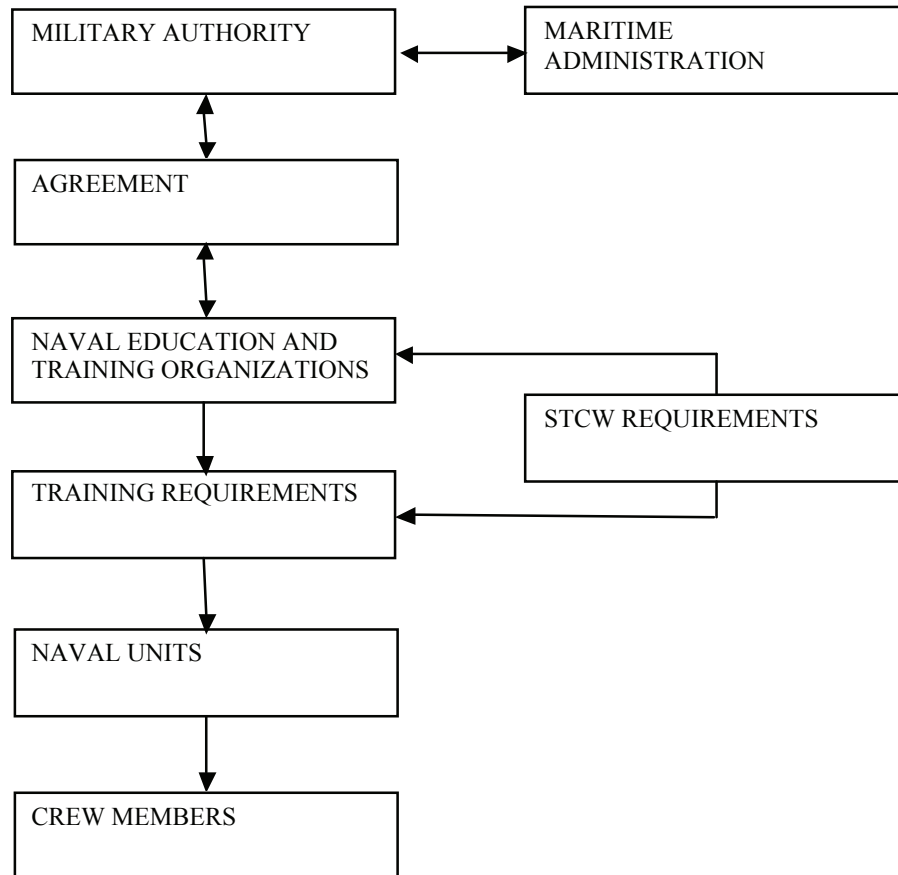 MILITARY AUTHORITY
MARITIME
ADMINISTRATION
AGREEMENT
NAVAL EDUCATION AND
TRAINING ORGANIZATIONS
STCW REQUIREMENTS
TRAINING REQUIREMENTS
NAVAL UNITS
CREW MEMBERS